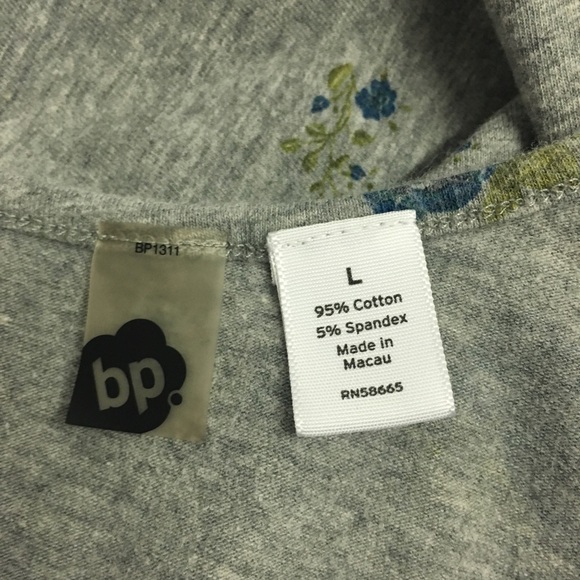 BP1311
bp.
L
95% Cotton
5% Spandex
Made in
Macau
RN58665